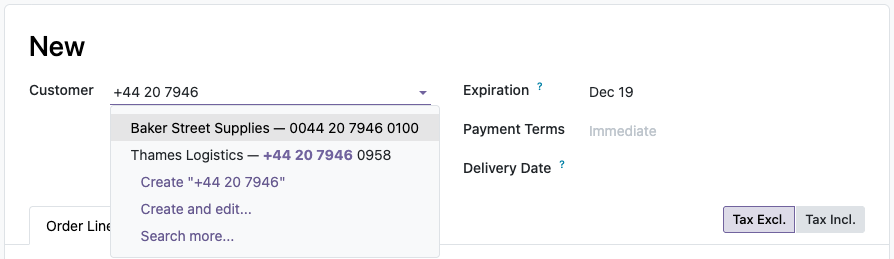 New
Customer +44 20 7946
Expiration ? Dec 19
Baker Street Supplies — 0044 20 7946 0100
Payment Terms Immediate
Thames Logistics — +44 20 7946 0958
Delivery Date ?
Create "+44 20 7946"
Create and edit...
Search more...
Order Line
Tax Excl. Tax Incl.